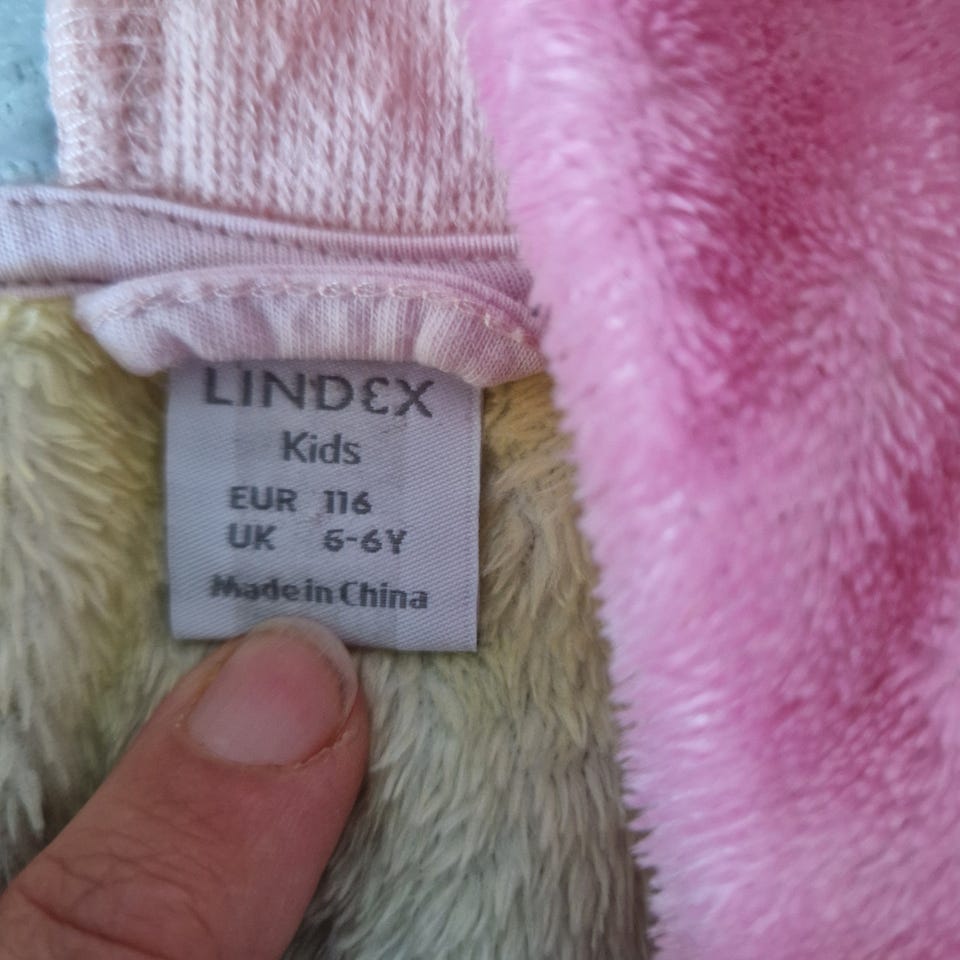 LINDEX
Kids
EUR 116
UK 5-6Y
Made in China